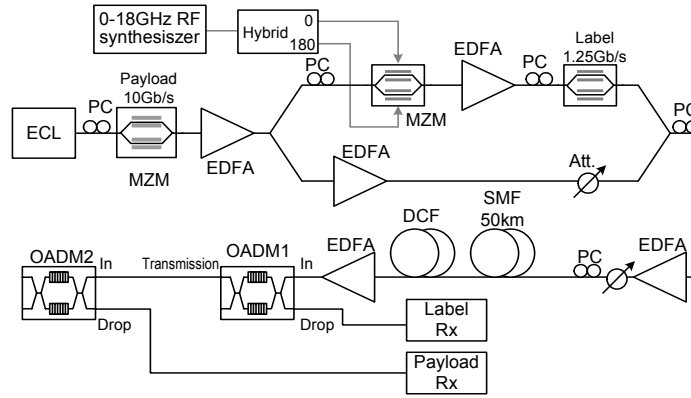 0-18GHz RF
synthesiszer
Hybrid
0
180
PC
EDFA
PC
Label
1.25Gb/s
ECL
PC
Payload
10Gb/s
MZM
EDFA
MZM
PC
EDFA
Att.
OADM2
In
Drop
Transmission
OADM1
In
Drop
EDFA
DCF
SMF
50km
PC
EDFA
Label
Rx
Payload
Rx